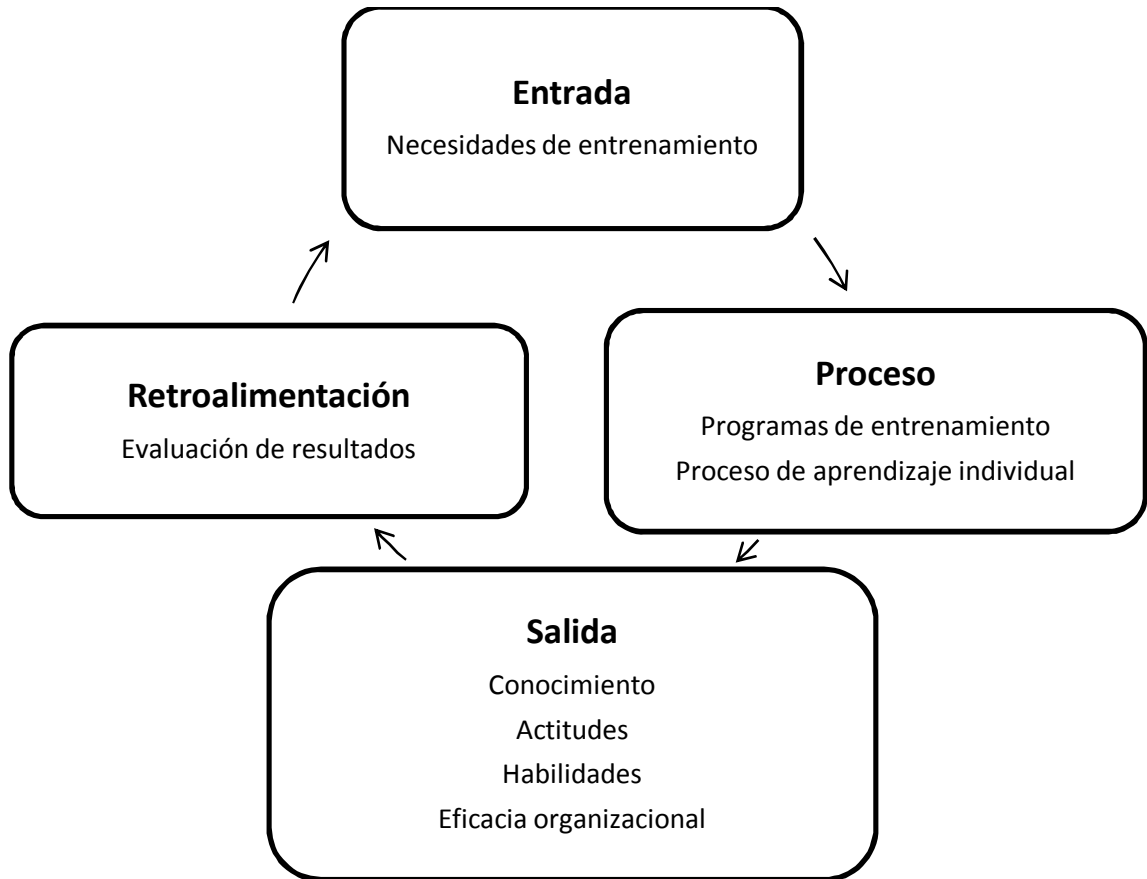 Entrada
Necesidades de entrenamiento
Proceso
Programas de entrenamiento
Proceso de aprendizaje individual
Salida
Conocimiento
Actitudes
Habilidades
Eficacia organizacional
Retroalimentación
Evaluación de resultados